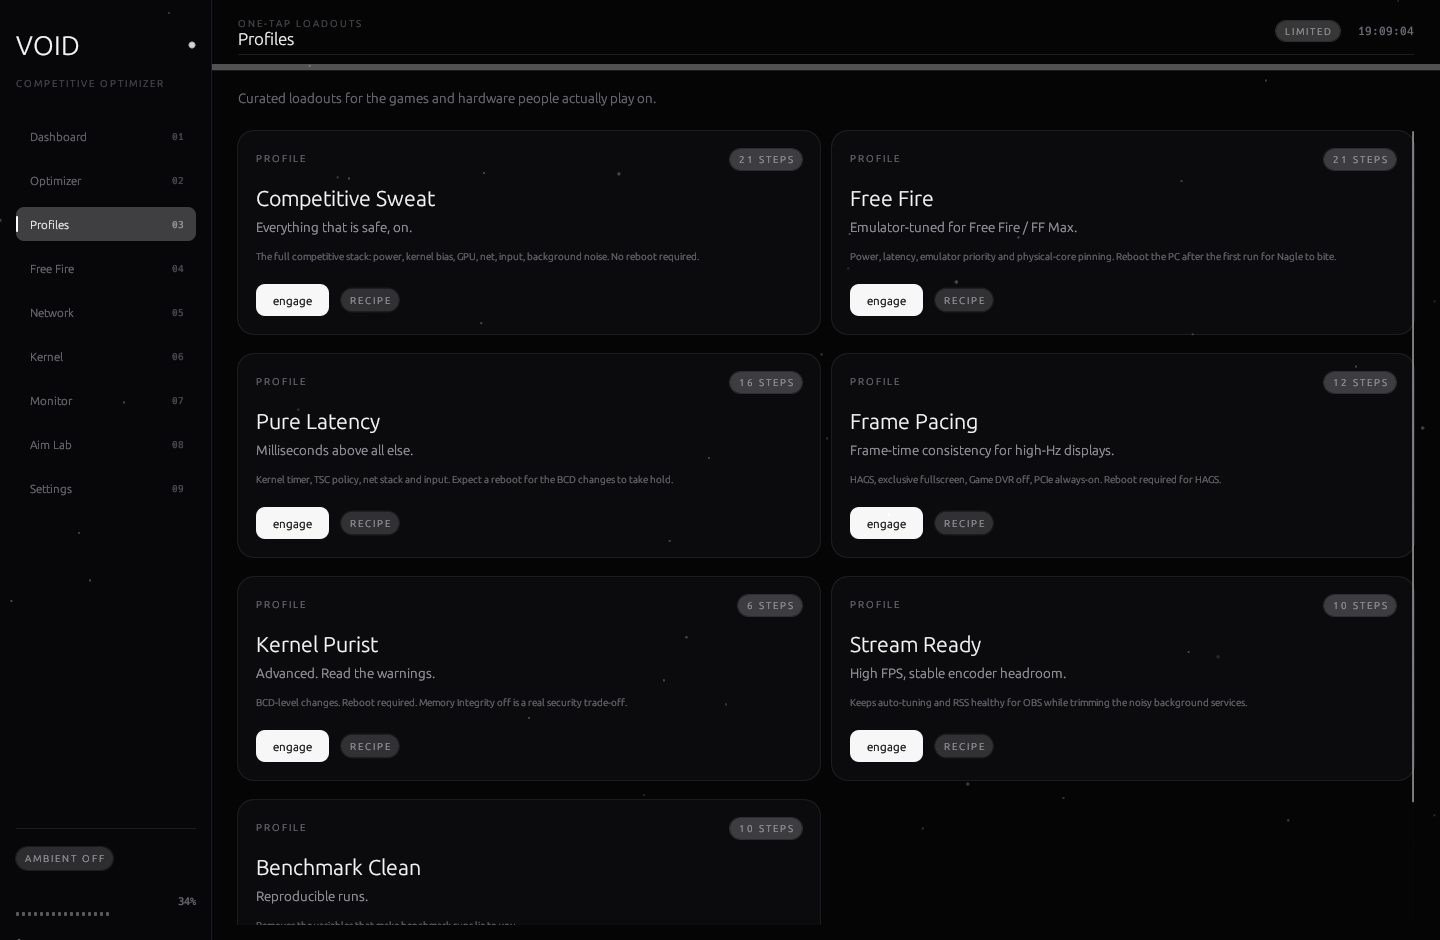 VOID
COMPETITIVE OPTIMIZER
Dashboard 01
Optimizer 02
Profiles 03
Free Fire 04
Network 05
Kernel 06
Monitor 07
Aim Lab 08
Settings 09
AMBIENT OFF
34%
ONE-TAP LOADOUTS
Profiles
LIMITED 19:09:04
Curated loadouts for the games and hardware people actually play on.
PROFILE 21 STEPS
Competitive Sweat
Everything that is safe, on.
The full competitive stack: power, kernel bias, GPU, net, input, background noise. No reboot required.
engage RECIPE
PROFILE 21 STEPS
Free Fire
Emulator-tuned for Free Fire / FF Max.
Power, latency, emulator priority and physical-core pinning. Reboot the PC after the first run for Nagle to bite.
engage RECIPE
PROFILE 16 STEPS
Pure Latency
Milliseconds above all else.
Kernel timer, TSC policy, net stack and input. Expect a reboot for the BCD changes to take hold.
engage RECIPE
PROFILE 12 STEPS
Frame Pacing
Frame-time consistency for high-Hz displays.
HAGS, exclusive fullscreen, Game DVR off, PCIe always-on. Reboot required for HAGS.
engage RECIPE
PROFILE 6 STEPS
Kernel Purist
Advanced. Read the warnings.
BCD-level changes. Reboot required. Memory Integrity off is a real security trade-off.
engage RECIPE
PROFILE 10 STEPS
Stream Ready
High FPS, stable encoder headroom.
Keeps auto-tuning and RSS healthy for OBS while trimming the noisy background services.
engage RECIPE
PROFILE 10 STEPS
Benchmark Clean
Reproducible runs.